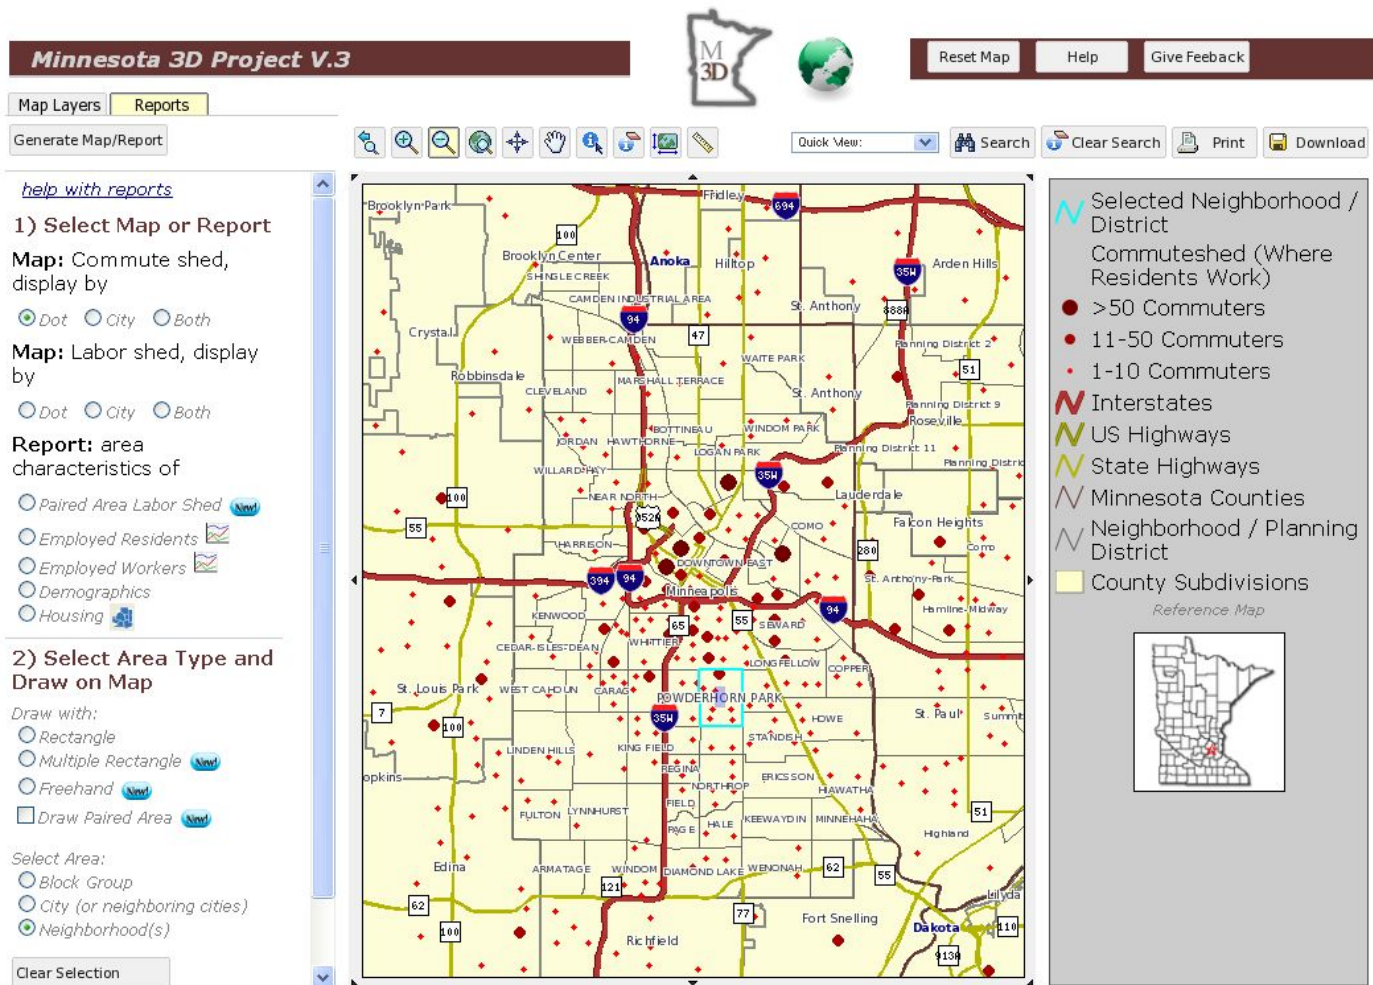 Minnesota 3D Project V.3
M
3D
Reset Map
Help
Give Feeback
Map Layers
Reports
Generate Map/Report
Quick View:
Search
Clear Search
Print
Download
help with reports
1) Select Map or Report
Map: Commute shed,
display by
Dot City Both
Map: Labor shed, display
by
Dot City Both
Report: area
characteristics of
Paired Area Labor Shed New!
Employed Residents
Employed Workers
Demographics
Housing
2) Select Area Type and
Draw on Map
Draw with:
Rectangle
Multiple Rectangle New!
Freehand New!
Draw Paired Area New!
Select Area:
Block Group
City (or neighboring cities)
Neighborhood(s)
Clear Selection
Fridley
694
Brooklyn Park
100
Brooklyn Center
Anoka
Hilltop
35W
Arden Hills
SHINGLE CREEK
CAMDEN INDUSTRIAL AREA
St. Anthony
888A
94
Crystal
WEBBER-CAMDEN
47
Planning District 2
WAITE PARK
51
Robbinsdale
MARSHALL TERRACE
CLEVELAND
St. Anthony
Planning District 9
Roseville
BOTTINEAU
WINDOM PARK
JORDAN
HAWTHORNE
LOGAN PARK
Planning District 11
WILLARD-HAY
35W
Planning Distric
NEAR NORTH
Lauderdale
100
952A
55
COMO
Falcon Heights
HARRISON
280
Como
DOWNTOWN EAST
394
94
St. Anthony Park
Minneapolis
94
Hamline-Midway
KENWOOD
65
55
SEWARD
WHITTIER
CEDAR-ISLES-DEAN
LONGFELLOW
COPPER
St. Louis Park
WEST CALHOUN
CARAG
POWDERHORN PARK
7
35W
HOWE
St. Paul
Summit
100
STANDISH
LINDEN HILLS
KING FIELD
REGINA
ERICSSON
opkins
NORTHROP
HIAWATHA
FIELD
FULTON
LYNNHURST
KEEWAYDIN
MINNEHAHA
51
PAGE
HALE
Highland
Edina
ARMATAGE
WINDOM
DIAMOND LAKE
WENONAH
62
55
121
62
77
Fort Snelling
Lilyda
Dakota
110
100
Richfield
913A
Selected Neighborhood /
District
Commuteshed (Where
Residents Work)
>50 Commuters
11-50 Commuters
1-10 Commuters
Interstates
US Highways
State Highways
Minnesota Counties
Neighborhood / Planning
District
County Subdivisions
Reference Map